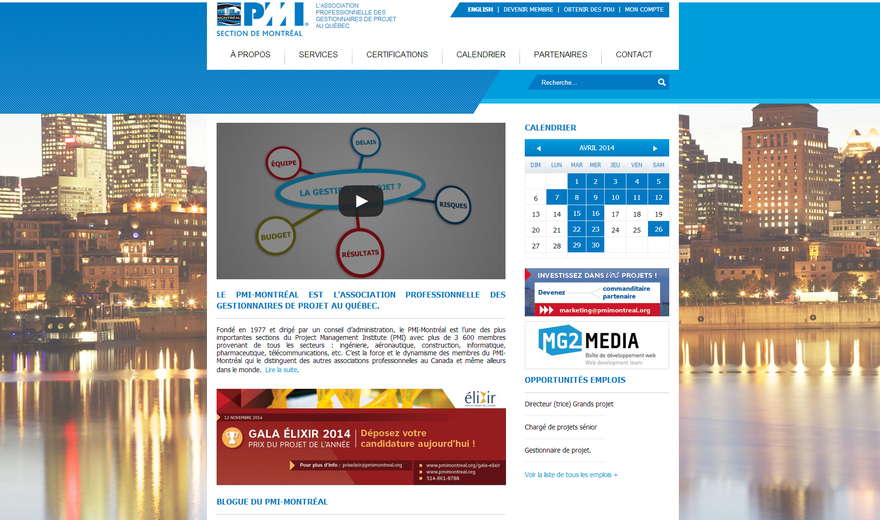 PMI
MONTRÉAL
SECTION DE MONTRÉAL
L'ASSOCIATION
PROFESSIONNELLE DES
GESTIONNAIRES DE PROJET
AU QUÉBEC
ENGLISH | DEVENIR MEMBRE | OBTENIR DES PDU | MON COMPTE
À PROPOS SERVICES CERTIFICATIONS CALENDRIER PARTENAIRES CONTACT
Recherche...
DÉLAIS
ÉQUIPE
LA GESTION PROJET ?
RISQUES
BUDGET
RÉSULTATS
LE PMI-MONTRÉAL EST L'ASSOCIATION PROFESSIONNELLE DES
GESTIONNAIRES DE PROJET AU QUÉBEC.
Fondé en 1977 et dirigé par un conseil d'administration, le PMI-Montréal est l'une des plus
importantes sections du Project Management Institute (PMI) avec plus de 3 600 membres
provenant de tous les secteurs : ingénierie, aéronautique, construction, informatique,
pharmaceutique, télécommunications, etc. C'est la force et le dynamisme des membres du PMI-
Montréal qui le distinguent des autres associations professionnelles au Canada et même ailleurs
dans le monde. Lire la suite.
élixir
12 NOVEMBRE 2014
GALA ÉLIXIR 2014
PRIX DU PROJET DE L'ANNÉE
Déposez votre
candidature aujourd'hui !
Pour plus d'info : prixelixir@pmimontreal.org
www.pmimontreal.org/gala-elixir
www.pmimontreal.org
514-861-8788
BLOGUE DU PMI-MONTRÉAL
CALENDRIER
AVRIL 2014
DIM LUN MAR MER JEU VEN SAM
1 2 3 4 5
6 7 8 9 10 11 12
13 14 15 16 17 18 19
20 21 22 23 24 25 26
27 28 29 30
INVESTISSEZ DANS vos PROJETS !
Devenez
commanditaire
partenaire
marketing@pmimontreal.org
MG2 MEDIA
Boîte de développement web
Web development team
OPPORTUNITÉS EMPLOIS
Directeur (trice) Grands projet
Chargé de projets sénior
Gestionnaire de projet.
Voir la liste de tous les emplois »